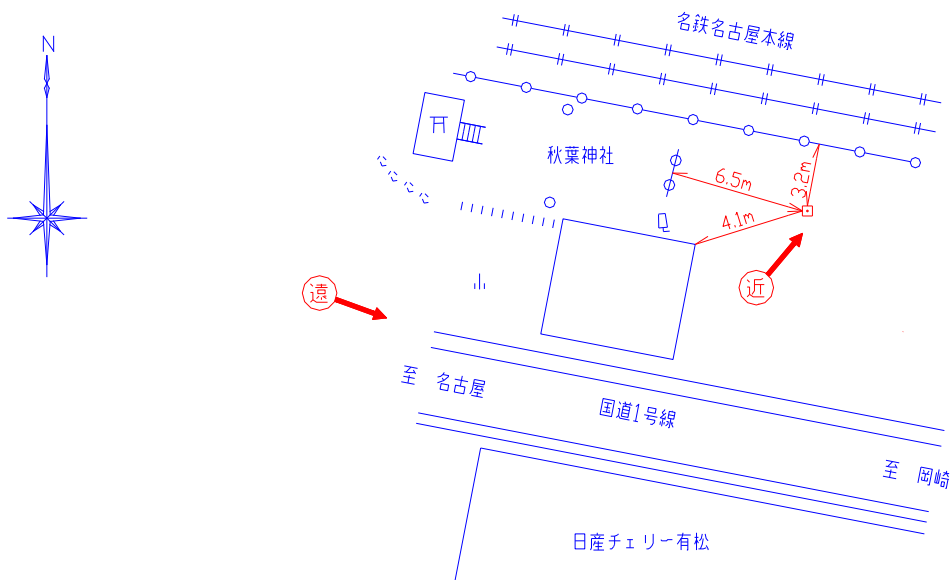 N
名鉄名古屋本線
秋葉神社
6.5m
3.2m
4.1m
近
遠
至 名古屋
国道1号線
至 岡崎
日産チェリー有松